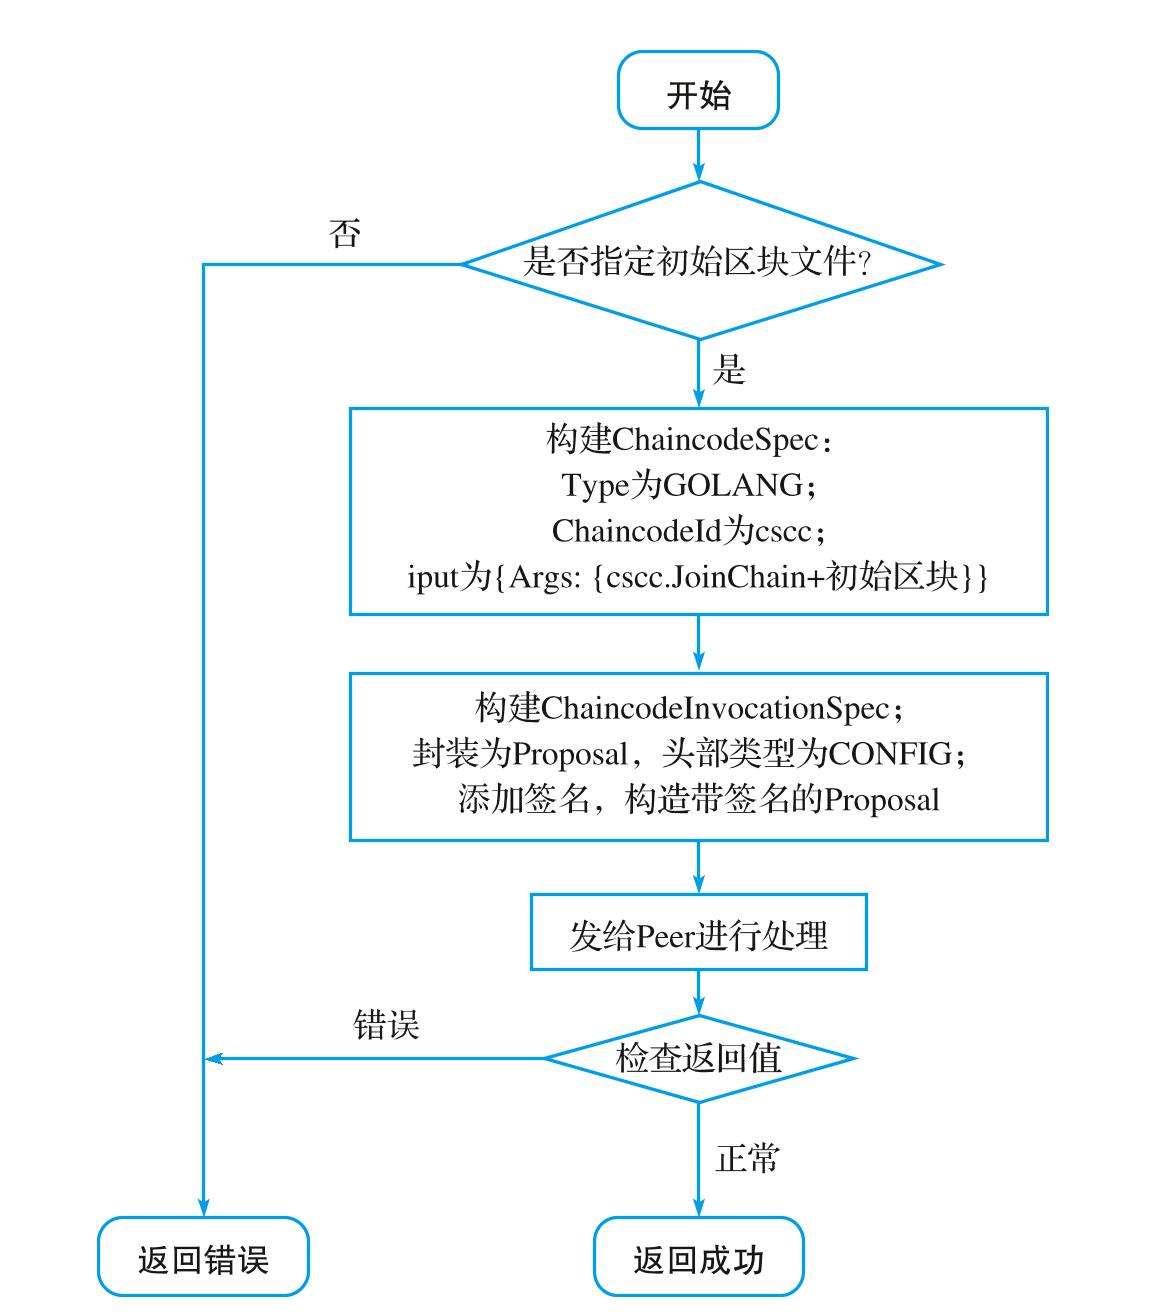 开始
否
是否指定初始区块文件?
是
构建ChaincodeSpec：
Type为GOLANG；
ChaincodeId为cscc；
iput为{Args: {cscc.JoinChain+初始区块}}
构建ChaincodeInvocationSpec；
封装为Proposal，头部类型为CONFIG；
添加签名，构造带签名的Proposal
发给Peer进行处理
错误
检查返回值
正常
返回错误
返回成功